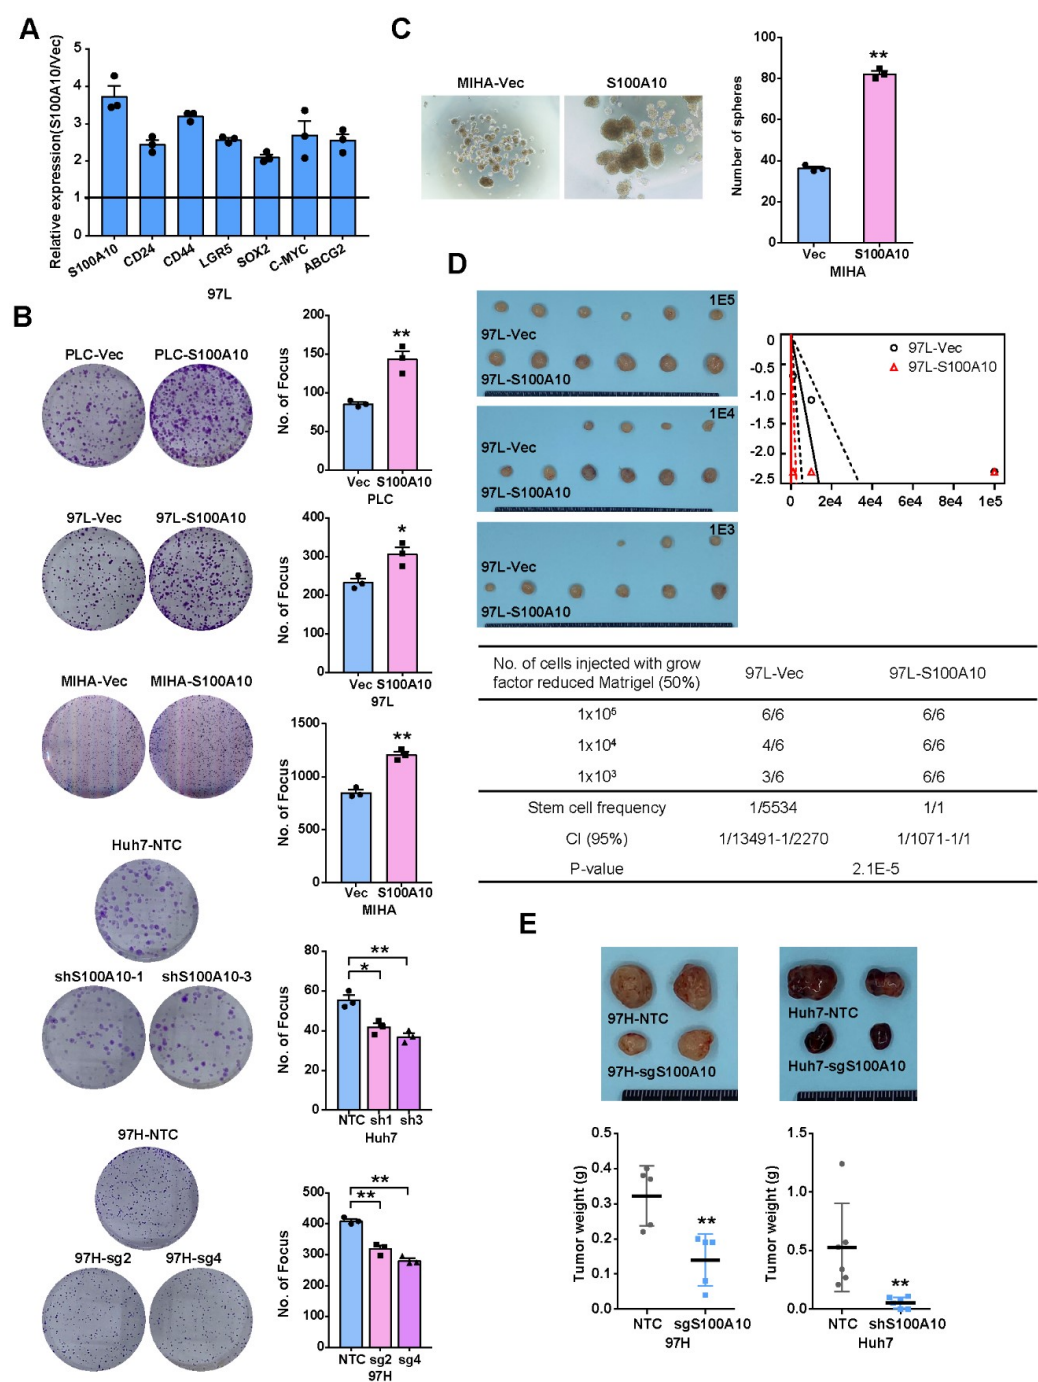 A
Relative expression(S100A10/Vec)
5
4
3
2
1
0
S100A10 CD24 CD44 LGR5 SOX2 C-MYC ABCG2
97L
B
PLC-Vec PLC-S100A10
No. of Focus
200
150
100
50
0
**
Vec S100A10
PLC
97L-Vec 97L-S100A10
No. of Focus
400
300
200
100
0
*
Vec S100A10
97L
MIHA-Vec MIHA-S100A10
No. of Focus
1500
1000
500
0
**
Vec S100A10
MIHA
Huh7-NTC
shS100A10-1 shS100A10-3
No. of Focus
80
60
40
20
0
**
*
NTC sh1 sh3
Huh7
97H-NTC
97H-sg2 97H-sg4
No. of Focus
500
400
300
200
100
0
**
**
NTC sg2 sg4
97H
C
MIHA-Vec S100A10
Number of spheres
100
80
60
40
20
0
**
Vec S100A10
MIHA
D
1E5
97L-Vec
97L-S100A10
1E4
97L-Vec
97L-S100A10
1E3
97L-Vec
97L-S100A10
0
-0.5
-1.0
-1.5
-2.0
-2.5
97L-Vec
97L-S100A10
0 2e4 4e4 6e4 8e4 1e5
No. of cells injected with grow
factor reduced Matrigel (50%) 97L-Vec 97L-S100A10
1x10⁵ 6/6 6/6
1x10⁴ 4/6 6/6
1x10³ 3/6 6/6
Stem cell frequency 1/5534 1/1
CI (95%) 1/13491-1/2270 1/1071-1/1
P-value 2.1E-5
E
97H-NTC
97H-sgS100A10
Huh7-NTC
Huh7-sgS100A10
Tumor weight (g)
0.5
0.4
0.3
0.2
0.1
0.0
**
NTC sgS100A10
97H
Tumor weight (g)
1.5
1.0
0.5
0.0
**
NTC shS100A10
Huh7